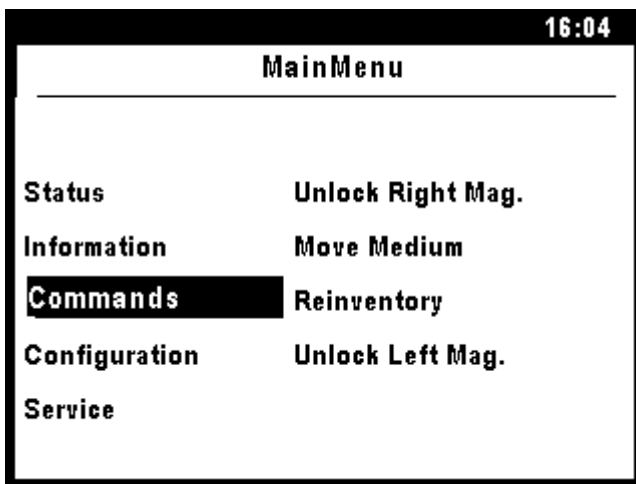 16:04
MainMenu
Status Unlock Right Mag.
Information Move Medium
Commands Reinventory
Configuration Unlock Left Mag.
Service